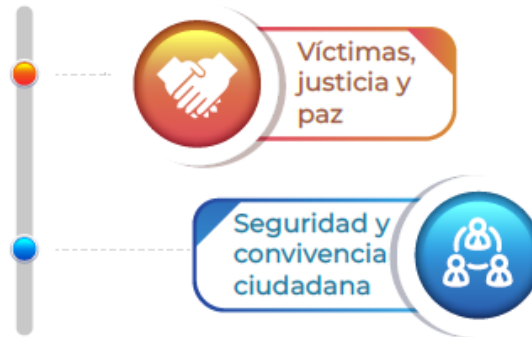 Víctimas,
justicia y
paz
Seguridad y
convivencia
ciudadana